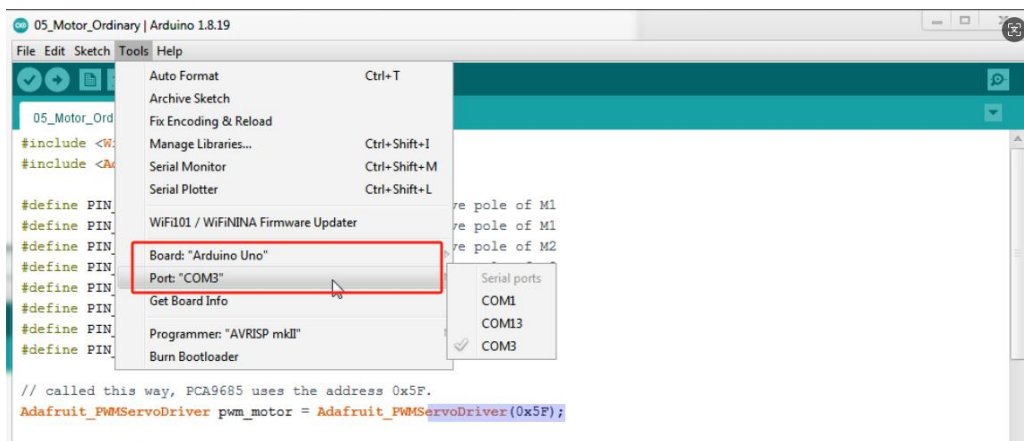 05_Motor_Ordinary | Arduino 1.8.19
File Edit Sketch Tools Help
05_Motor_Ord
Auto Format Ctrl+T
Archive Sketch
Fix Encoding & Reload
Manage Libraries... Ctrl+Shift+I
Serial Monitor Ctrl+Shift+M
Serial Plotter Ctrl+Shift+L
WiFi101 / WiFiNINA Firmware Updater
Board: "Arduino Uno"
Port: "COM3"
Get Board Info
Programmer: "AVRISP mkII"
Burn Bootloader
Serial ports
COM1
COM13
COM3
#include <W
#include <A
#define PIN_ ve pole of M1
#define PIN_ ve pole of M1
#define PIN_ ve pole of M2
#define PIN_
#define PIN_
#define PIN_
#define PIN_
#define PIN_
// called this way, PCA9685 uses the address 0x5F.
Adafruit_PWMServoDriver pwm_motor = Adafruit_PWMServoDriver(0x5F);